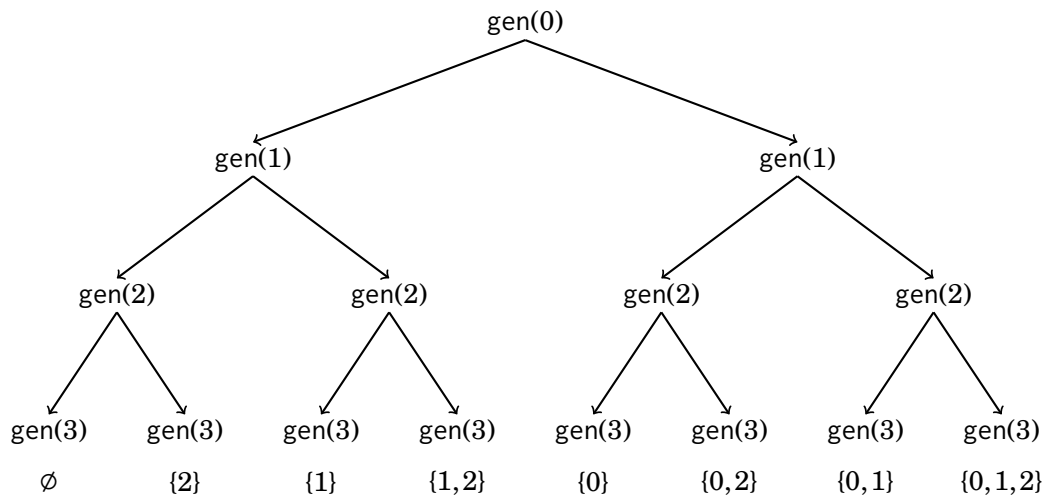 gen(0)
gen(1) gen(1)
gen(2) gen(2) gen(2) gen(2)
gen(3) gen(3) gen(3) gen(3) gen(3) gen(3) gen(3) gen(3)
∅ {2} {1} {1,2} {0} {0,2} {0,1} {0,1,2}